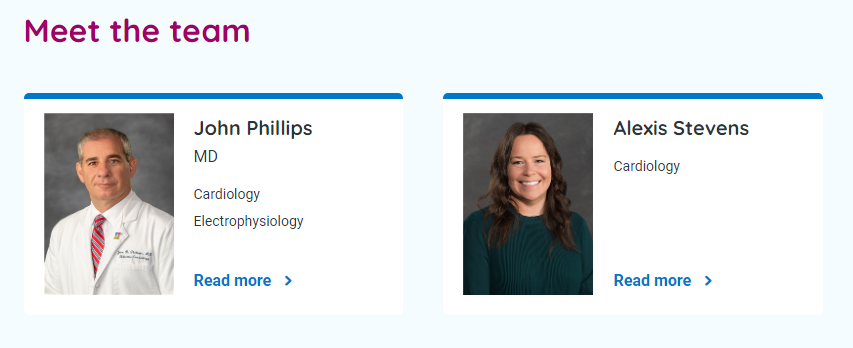 Meet the team
John Phillips
MD
Cardiology
Electrophysiology
Read more
Alexis Stevens
Cardiology
Read more